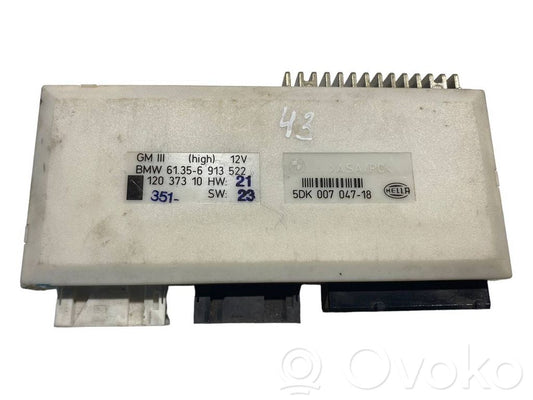 43
GM III (high) 12V
BMW 61.35-6 913 522
120 373 10 HW: 21
351- SW: 23
5DK 007 047-18
HELLA
Ovoko